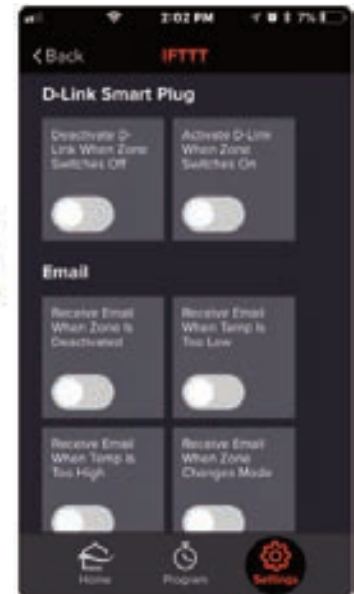 2:02 PM 7%
Back IFTTT
D-Link Smart Plug
Deactivate D-
Link When Zone
Switches Off
Activate D-Link
When Zone
Switches On
Email
Receive Email
When Zone Is
Deactivated
Receive Email
When Temp Is
Too Low
Receive Email
When Temp Is
Too High
Receive Email
When Zone
Changes Mode
Home Program Settings